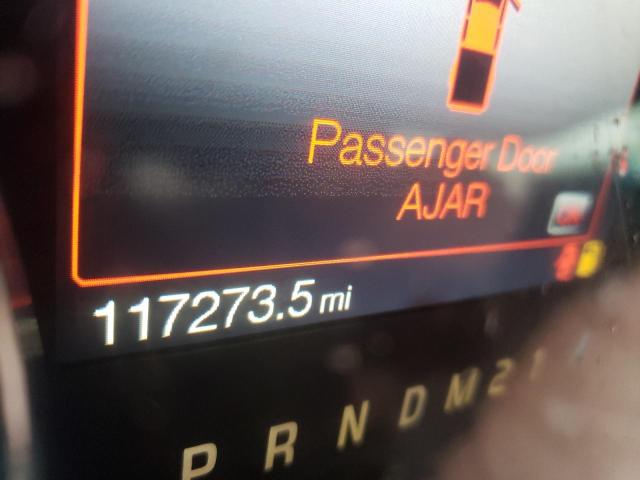 Passenger Door
AJAR
117273.5 mi
P R N D M 2 1